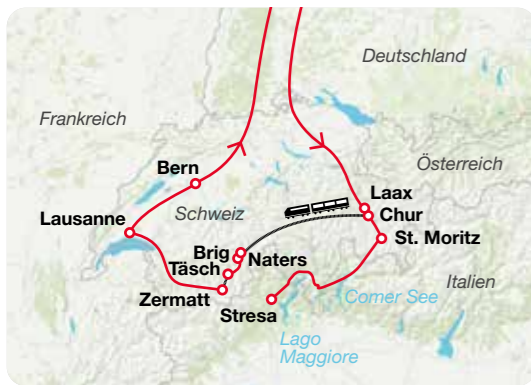 Deutschland
Frankreich
Österreich
Bern
Laax
Chur
Lausanne
Schweiz
St. Moritz
Brig
Naters
Täsch
Italien
Zermatt
Stresa
Comer See
Lago
Maggiore